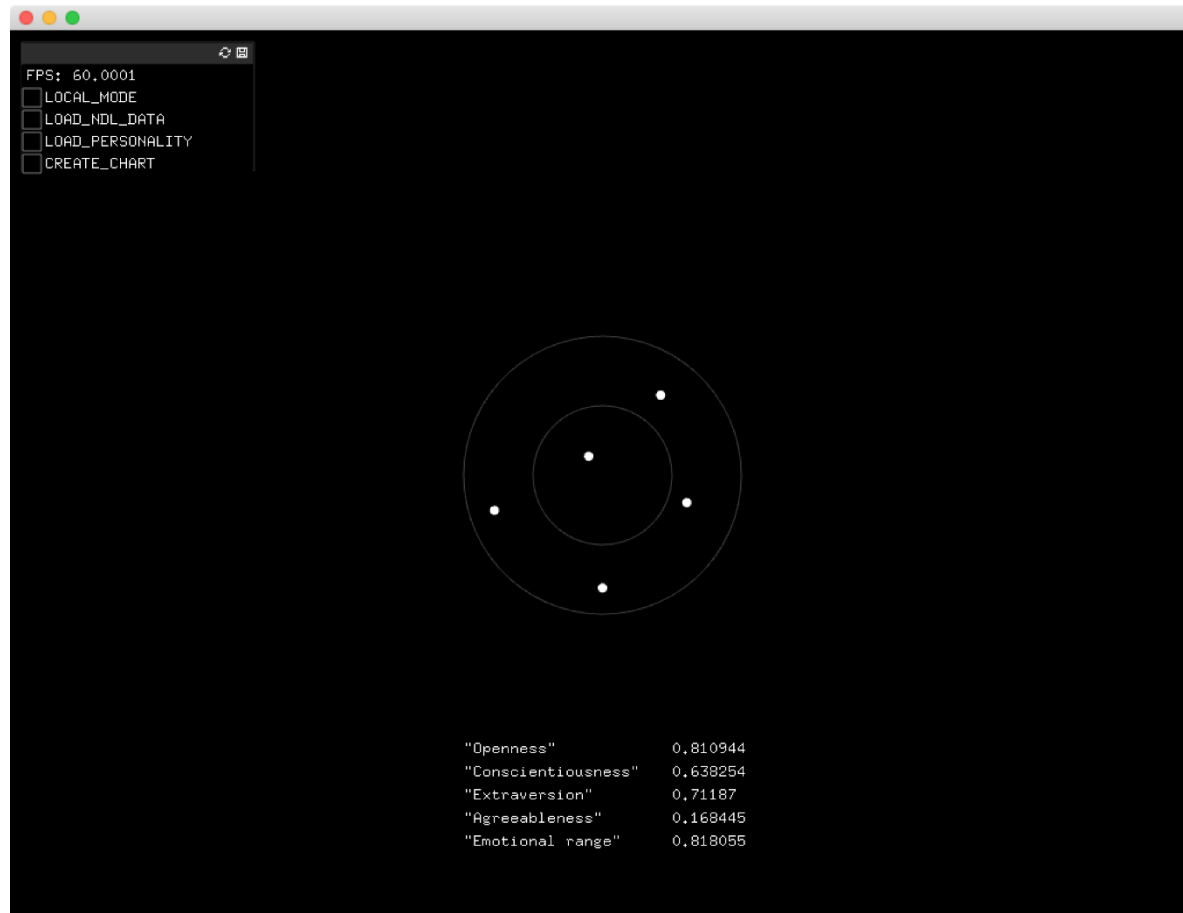 FPS: 60.0001
LOCAL_MODE
LOAD_NDL_DATA
LOAD_PERSONALITY
CREATE_CHART
"Openness" 0.810944
"Conscientiousness" 0.638254
"Extraversion" 0.71187
"Agreeableness" 0.168445
"Emotional range" 0.818055